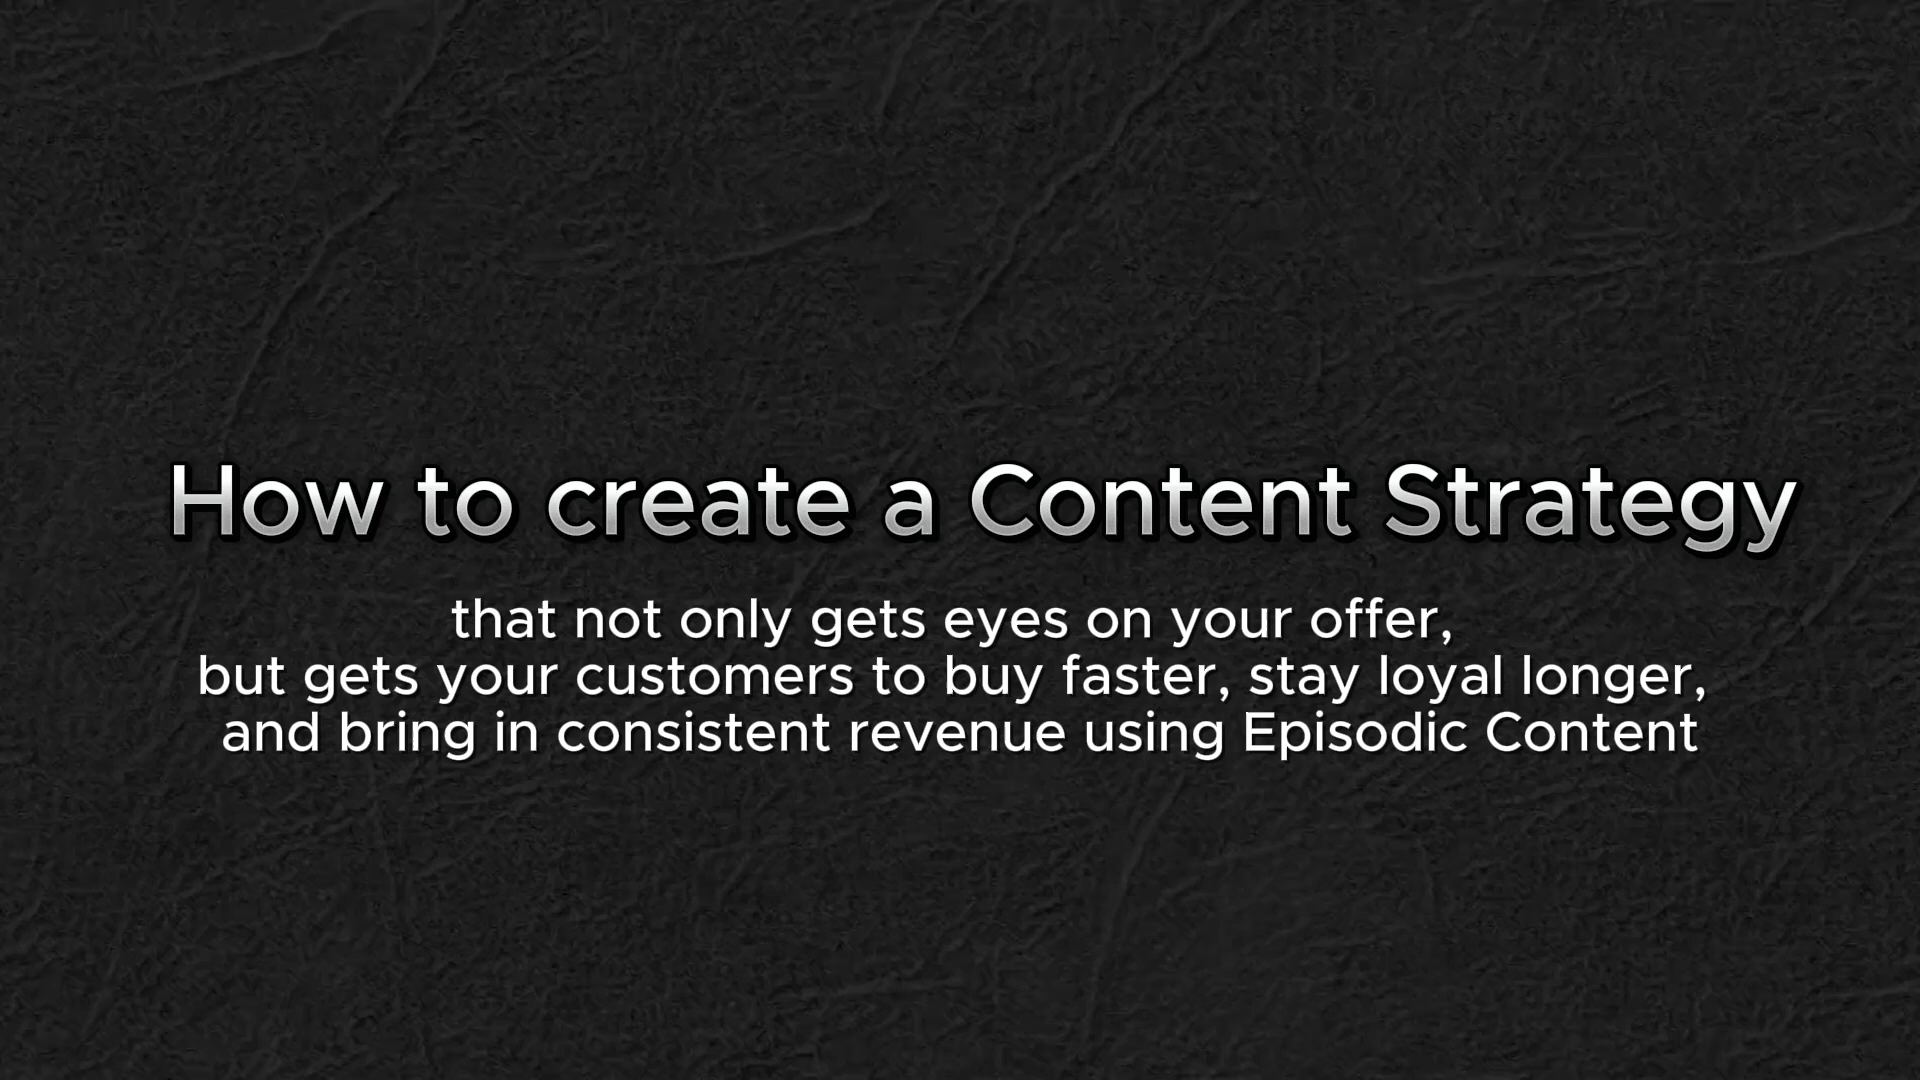 How to create a Content Strategy
that not only gets eyes on your offer,
but gets your customers to buy faster, stay loyal longer,
and bring in consistent revenue using Episodic Content